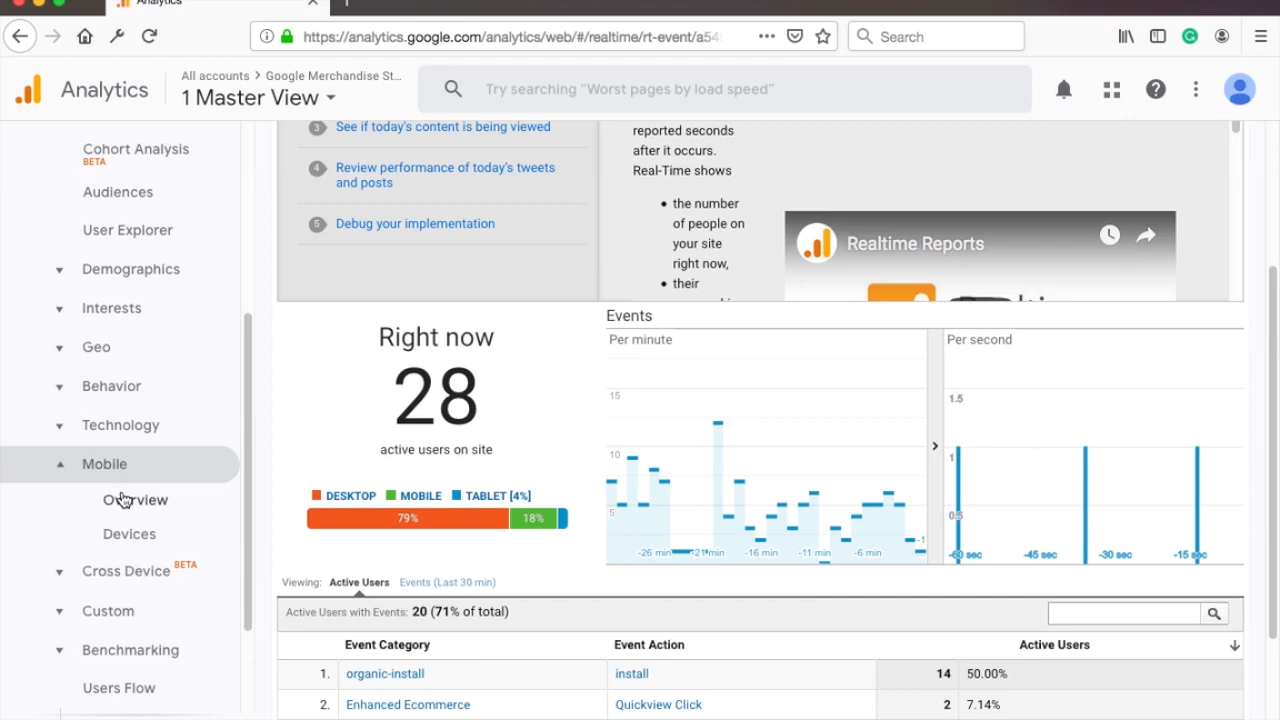 Analytics
https://analytics.google.com/analytics/web/#/realtime/rt-event/a54
Search
Analytics
All accounts > Google Merchandise St...
1 Master View
Try searching "Worst pages by load speed"
Cohort Analysis
BETA
Audiences
User Explorer
Demographics
Interests
Geo
Behavior
Technology
Mobile
Overview
Devices
Cross Device BETA
Custom
Benchmarking
Users Flow
3 See if today's content is being viewed
4 Review performance of today's tweets
and posts
5 Debug your implementation
reported seconds
after it occurs.
Real-Time shows
• the number
of people on
your site
right now,
• their
Realtime Reports
Right now
28
active users on site
DESKTOP MOBILE TABLET [4%]
79% 18%
Events
Per minute
15
10
5
-26 min -21 min -16 min -11 min -6 min -1
Per second
1.5
1
0.5
-60 sec -45 sec -30 sec -15 sec
Viewing: Active Users Events (Last 30 min)
Active Users with Events: 20 (71% of total)
Event Category Event Action Active Users
1. organic-install install 14 50.00%
2. Enhanced Ecommerce Quickview Click 2 7.14%